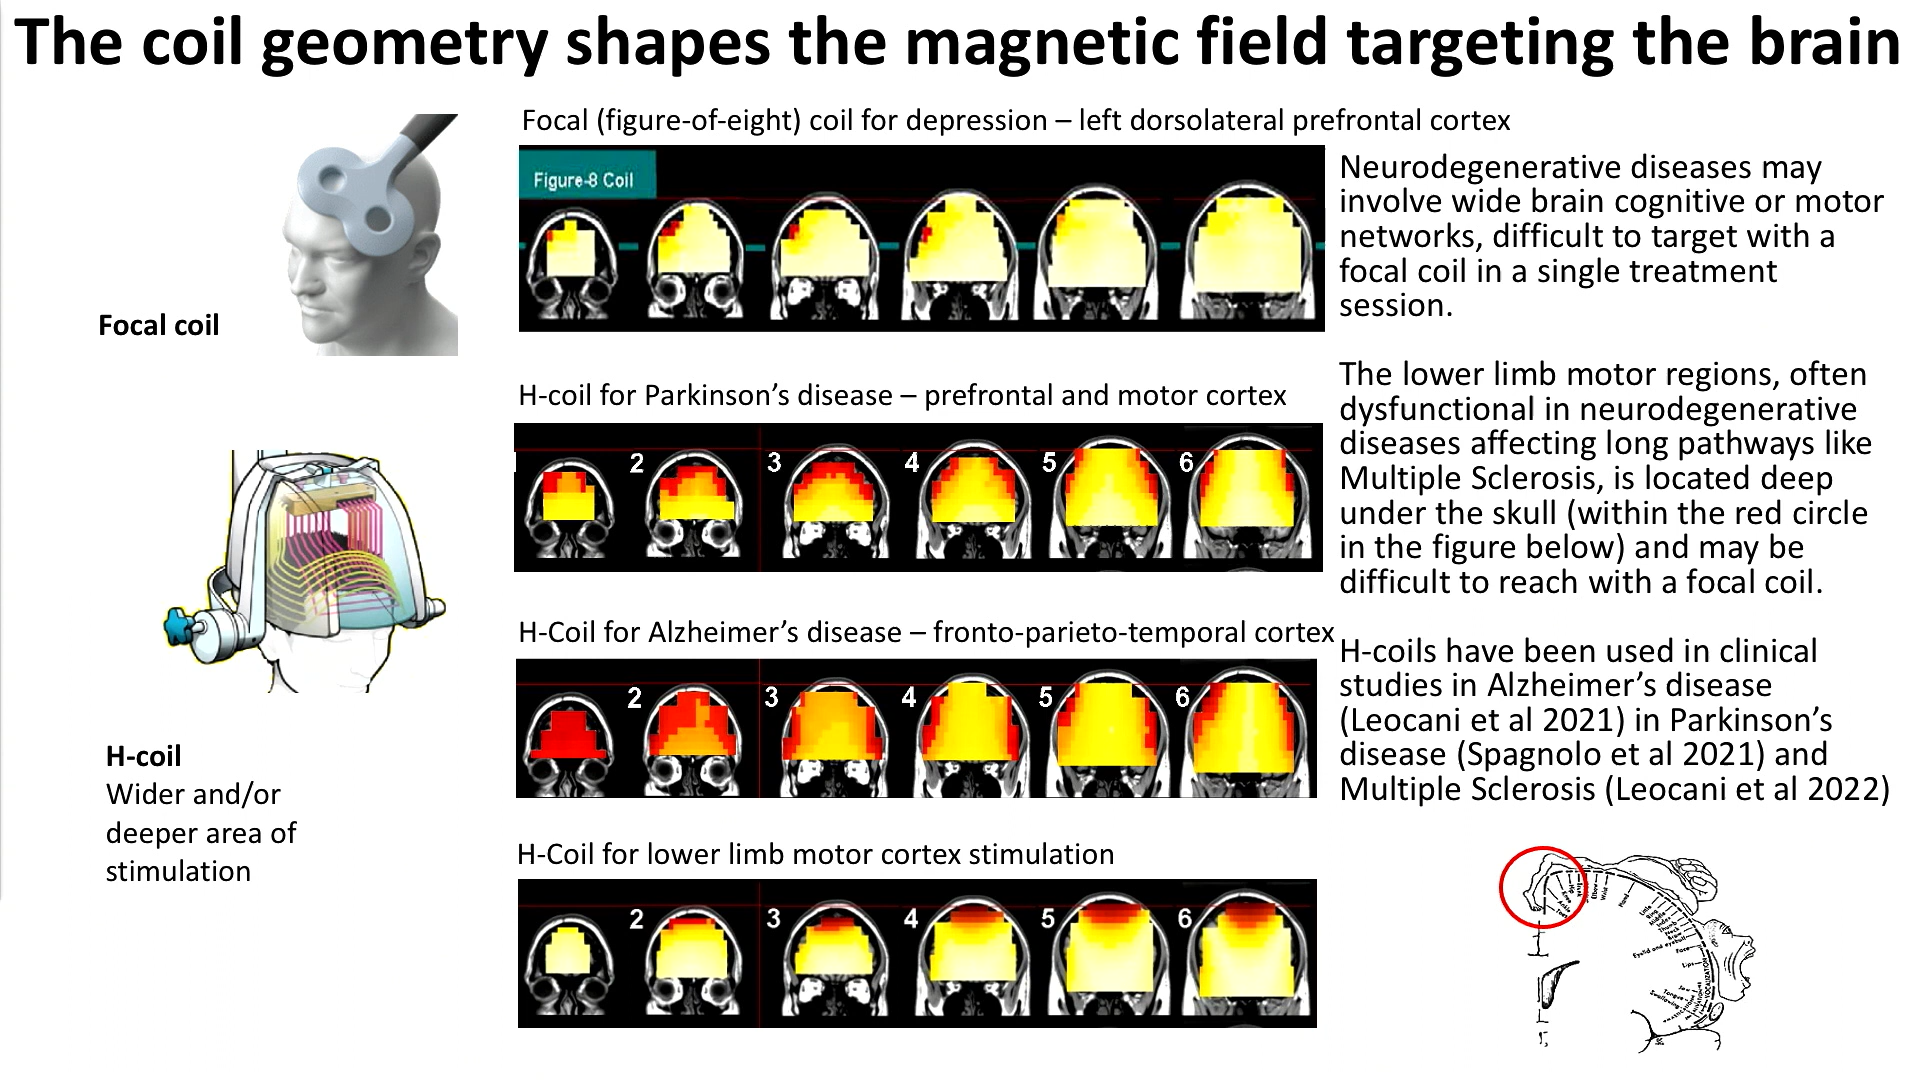 The coil geometry shapes the magnetic field targeting the brain
Focal coil
H-coil
Wider and/or
deeper area of
stimulation
Focal (figure-of-eight) coil for depression – left dorsolateral prefrontal cortex
Figure-8 Coil
H-coil for Parkinson's disease – prefrontal and motor cortex
2 3 4 5 6
H-Coil for Alzheimer's disease – fronto-parieto-temporal cortex
2 3 4 5 6
H-Coil for lower limb motor cortex stimulation
2 3 4 5 6
Neurodegenerative diseases may
involve wide brain cognitive or motor
networks, difficult to target with a
focal coil in a single treatment
session.
The lower limb motor regions, often
dysfunctional in neurodegenerative
diseases affecting long pathways like
Multiple Sclerosis, is located deep
under the skull (within the red circle
in the figure below) and may be
difficult to reach with a focal coil.
H-coils have been used in clinical
studies in Alzheimer's disease
(Leocani et al 2021) in Parkinson's
disease (Spagnolo et al 2021) and
Multiple Sclerosis (Leocani et al 2022)
Eyelid and eyeball
Face
Lips